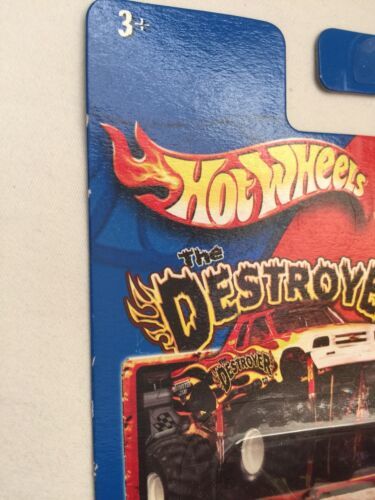 3+
HOT WHEELS
The
DESTROYE
DESTROYER